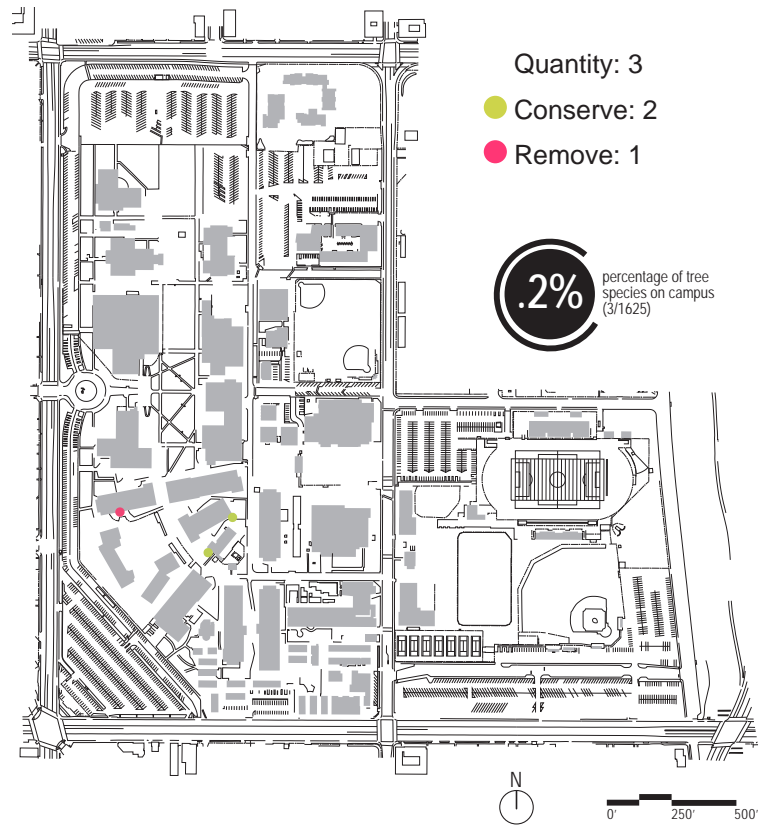 Quantity: 3
Conserve: 2
Remove: 1
.2%
percentage of tree
species on campus
(3/1625)
N
0' 250' 500'